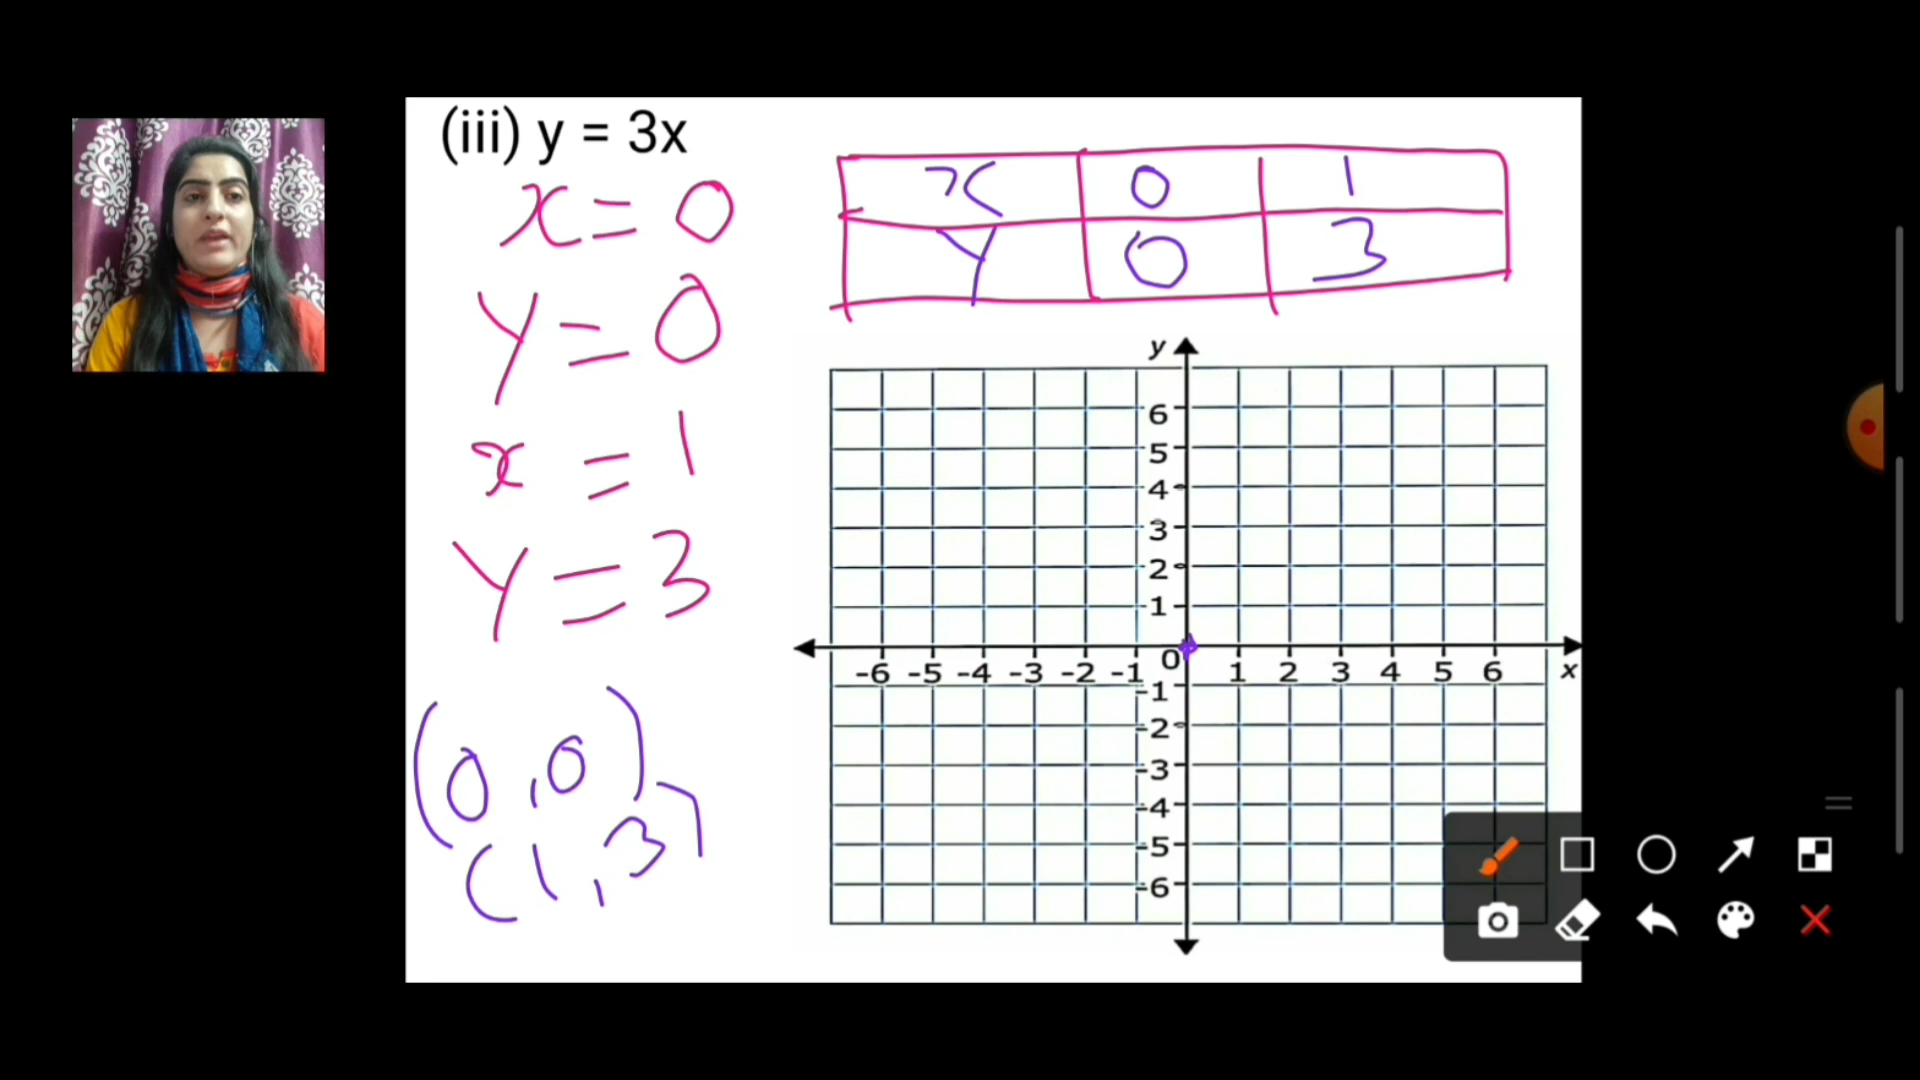 (iii) y = 3x
x = 0
y = 0
x = 1
y = 3
(0,0)
(1,3)
x 0 1
y 0 3
y
6
5
4
3
2
1
0
-6 -5 -4 -3 -2 -1 1 2 3 4 5 6 x
-1
-2
-3
-4
-5
-6